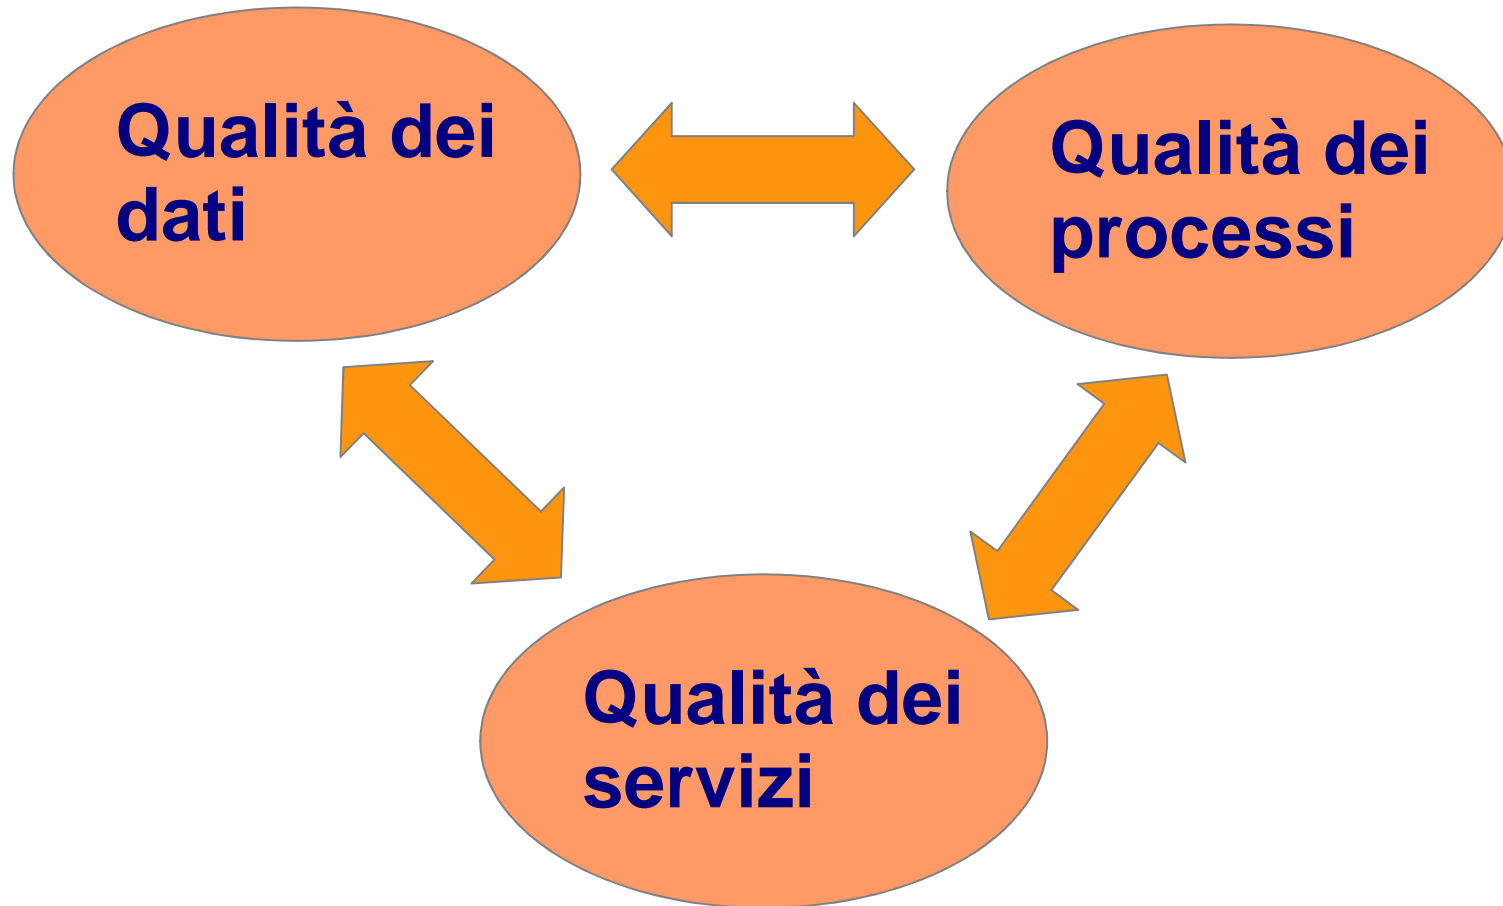 Qualità dei
dati
Qualità dei
processi
Qualità dei
servizi